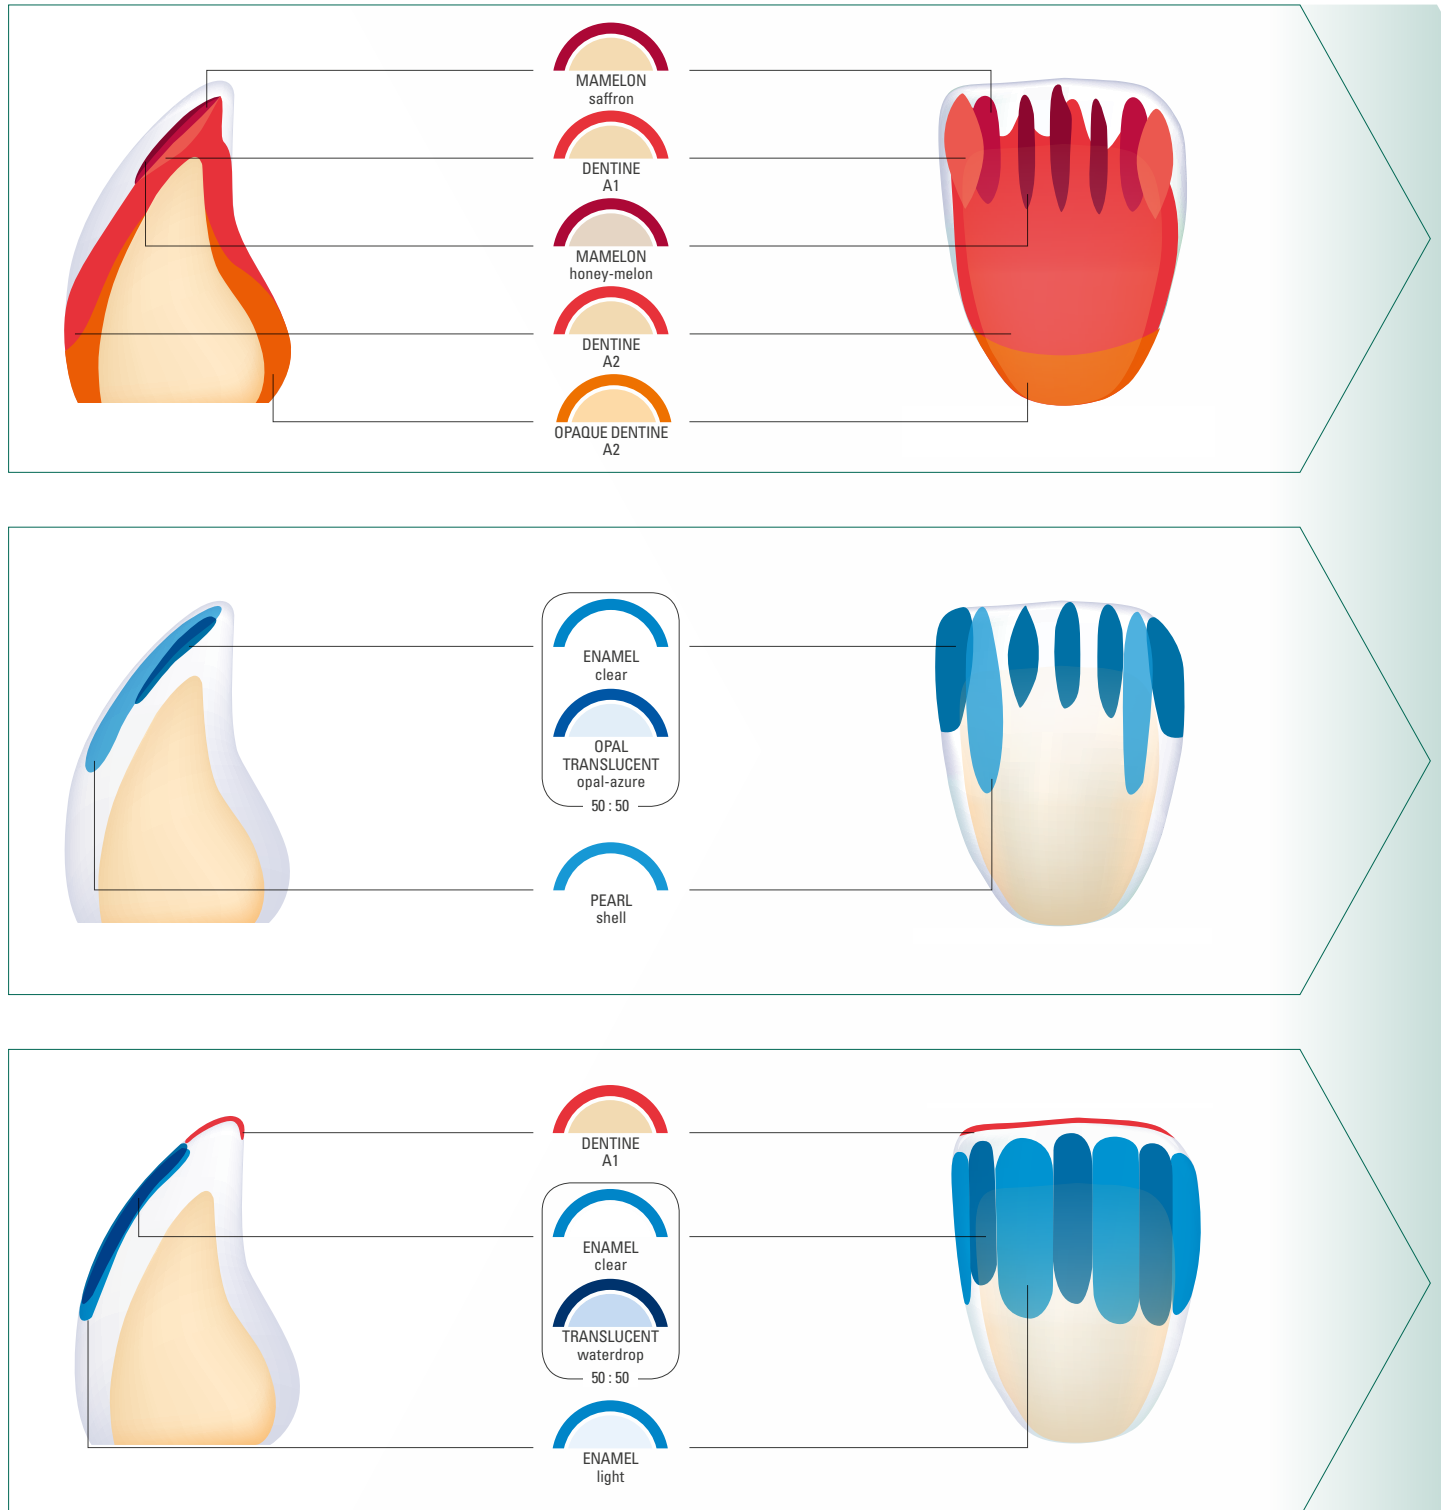 MAMELON
saffron
DENTINE
A1
MAMELON
honey-melon
DENTINE
A2
OPAQUE DENTINE
A2
ENAMEL
clear
OPAL
TRANSLUCENT
opal-azure
50 : 50
PEARL
shell
DENTINE
A1
ENAMEL
clear
TRANSLUCENT
waterdrop
50 : 50
ENAMEL
light